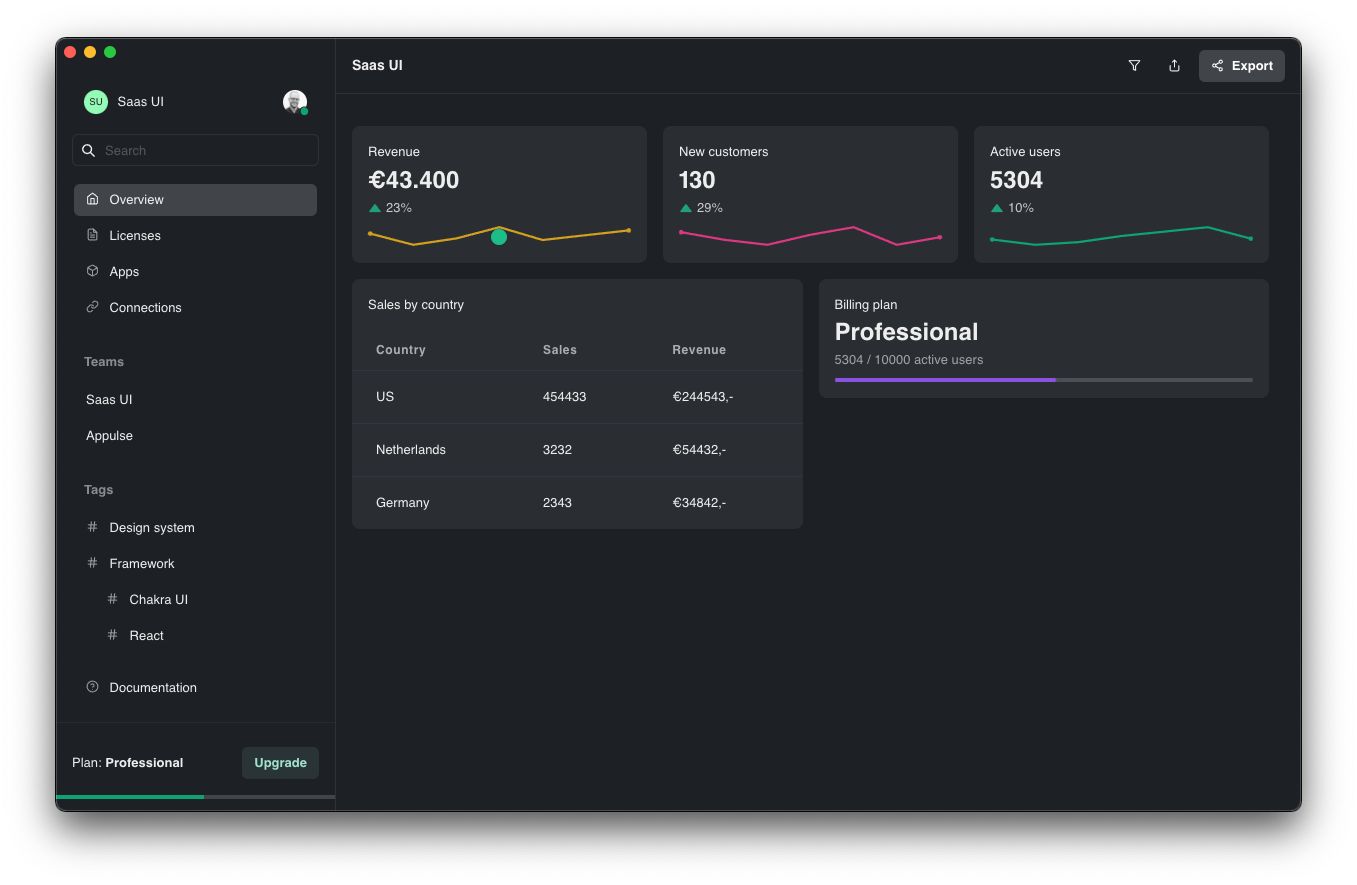 SU Saas UI
Search
Overview
Licenses
Apps
Connections
Teams
Saas UI
Appulse
Tags
# Design system
# Framework
# Chakra UI
# React
Documentation
Plan: Professional
Upgrade
Saas UI
Export
Revenue
€43.400
23%
New customers
130
29%
Active users
5304
10%
Sales by country
Country Sales Revenue
US 454433 €244543,-
Netherlands 3232 €54432,-
Germany 2343 €34842,-
Billing plan
Professional
5304 / 10000 active users